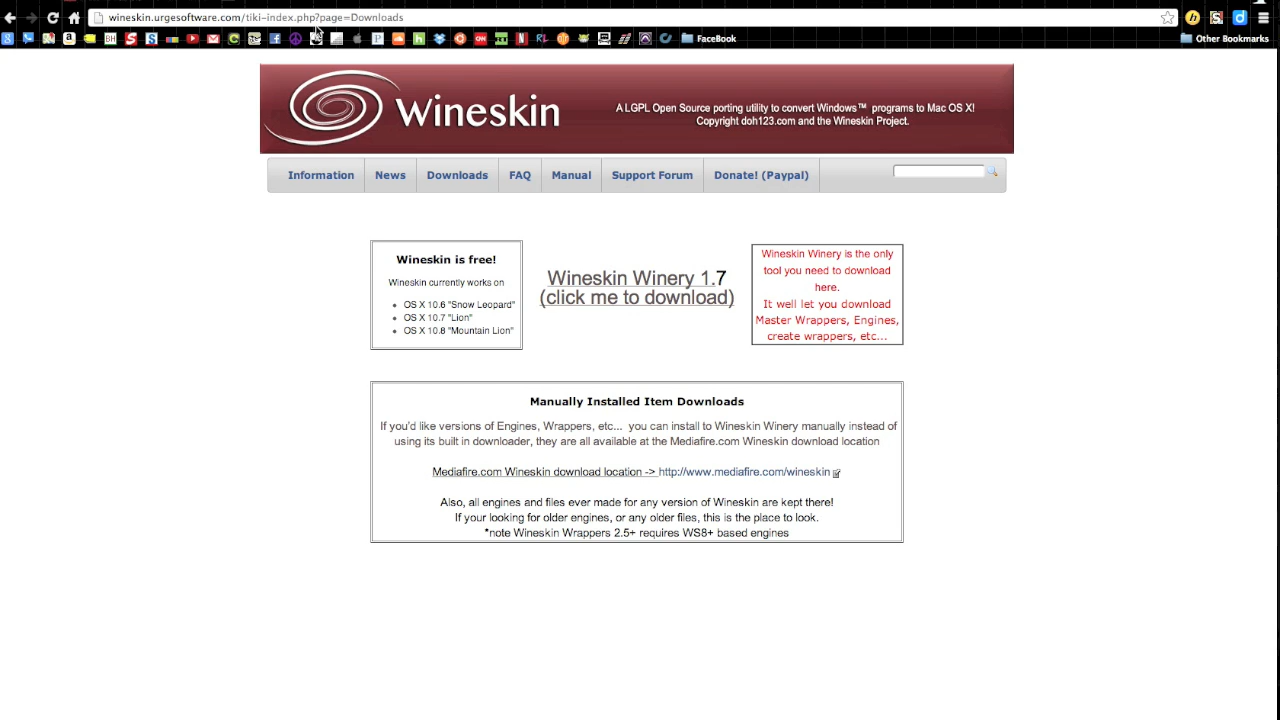 wineskin.urgesoftware.com/tiki-index.php?page=Downloads
FaceBook
Other Bookmarks
Wineskin
A LGPL Open Source porting utility to convert Windows™ programs to Mac OS X!
Copyright doh123.com and the Wineskin Project.
Information
News
Downloads
FAQ
Manual
Support Forum
Donate! (Paypal)
Wineskin is free!
Wineskin currently works on
OS X 10.6 "Snow Leopard"
OS X 10.7 "Lion"
OS X 10.8 "Mountain Lion"
Wineskin Winery 1.7
(click me to download)
Wineskin Winery is the only
tool you need to download
here.
It well let you download
Master Wrappers, Engines,
create wrappers, etc...
Manually Installed Item Downloads
If you'd like versions of Engines, Wrappers, etc... you can install to Wineskin Winery manually instead of
using its built in downloader, they are all available at the Mediafire.com Wineskin download location
Mediafire.com Wineskin download location -> http://www.mediafire.com/wineskin
Also, all engines and files ever made for any version of Wineskin are kept there!
If your looking for older engines, or any older files, this is the place to look.
*note Wineskin Wrappers 2.5+ requires WS8+ based engines